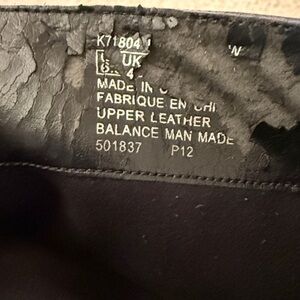 K71804
UK
4
MADE IN
FABRIQUE EN CHI
UPPER LEATHER
BALANCE MAN MADE
501837 P12